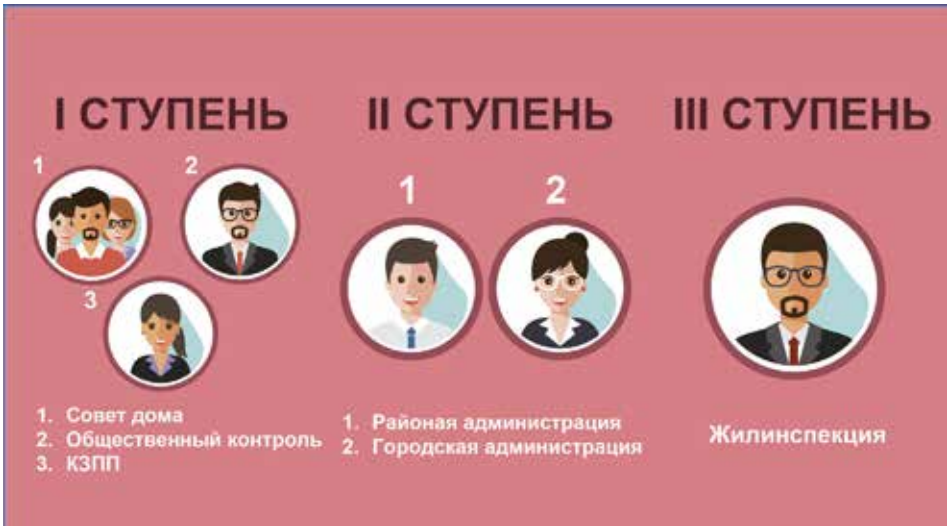 I СТУПЕНЬ
1
2
3
1. Совет дома
2. Общественный контроль
3. КЗПП
II СТУПЕНЬ
1
2
1. Районая администрация
2. Городская администрация
III СТУПЕНЬ
Жилинспекция